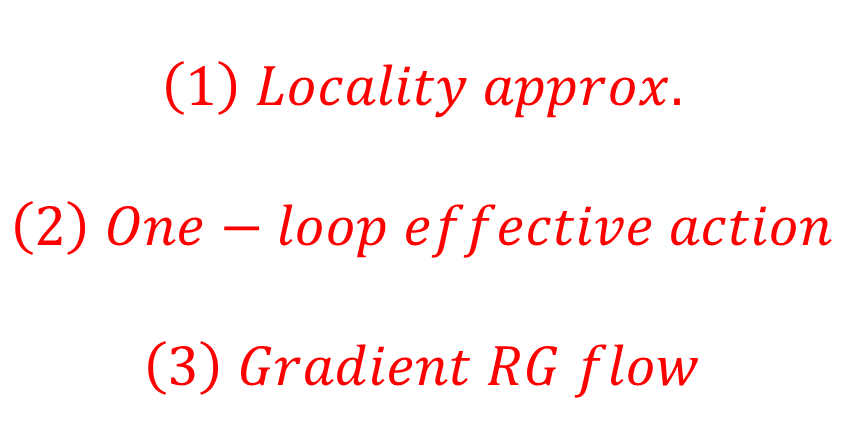 (1) Locality approx.
(2) One − loop effective action
(3) Gradient RG flow